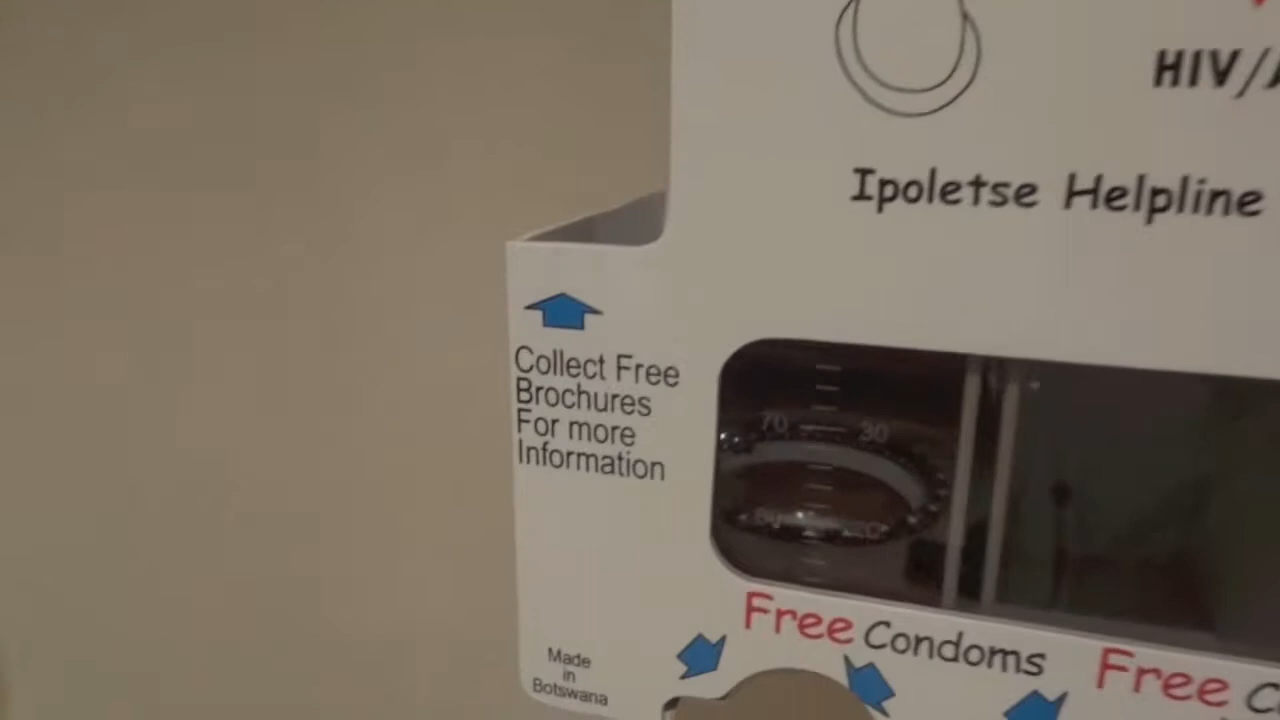 HIV/
Ipoletse Helpline
Collect Free
Brochures
For more
Information
70 30
Free Condoms
Free C
Made
in
Botswana